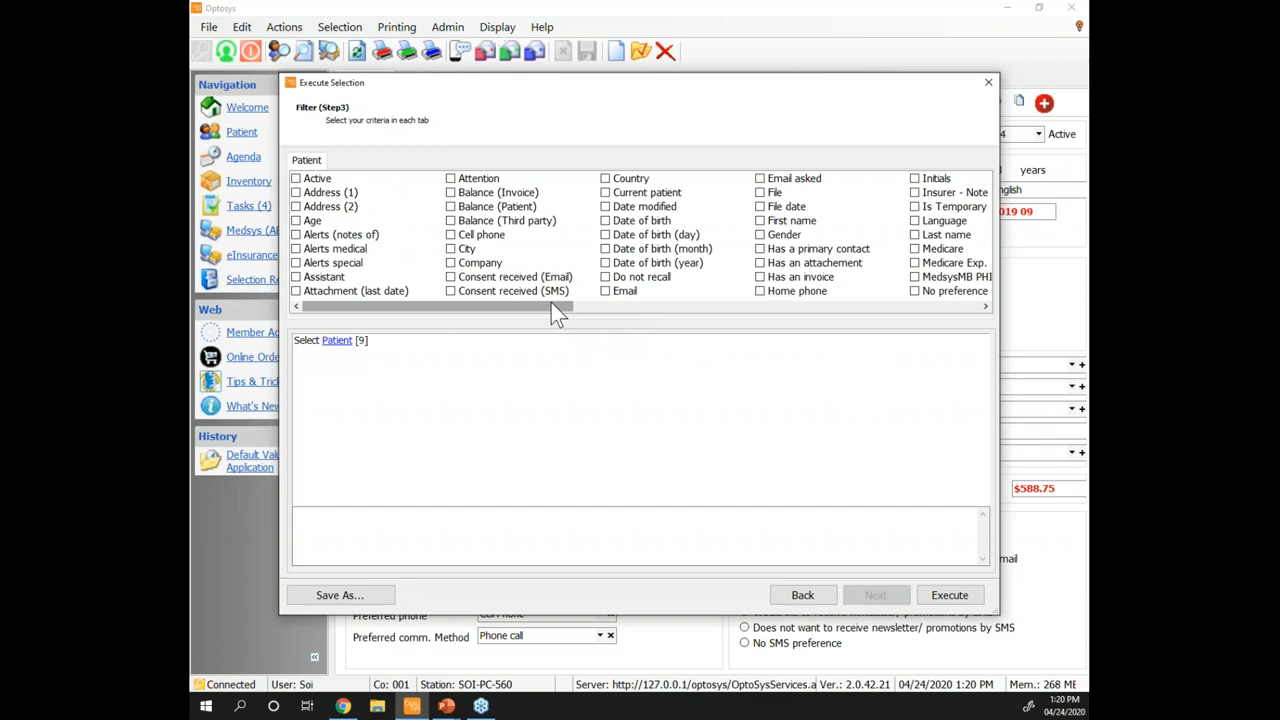 Optosys
File Edit Actions Selection Printing Admin Display Help
Navigation
Welcome
Patient
Agenda
Inventory
Tasks (4)
Medsys (A
eInsurance
Selection Re
Web
Member Ac
Online Orde
Tips & Tric
What's New
History
Default Val
Application
Execute Selection
Filter (Step3)
Select your criteria in each tab
Patient
Active Attention Country Email asked Initials
Address (1) Balance (Invoice) Current patient File Insurer - Note
Address (2) Balance (Patient) Date modified File date Is Temporary
Age Balance (Third party) Date of birth First name Language
Alerts (notes of) Cell phone Date of birth (day) Gender Last name
Alerts medical City Date of birth (month) Has a primary contact Medicare
Alerts special Company Date of birth (year) Has an attachement Medicare Exp.
Assistant Consent received (Email) Do not recall Has an invoice MedsysMB PHI
Attachment (last date) Consent received (SMS) Email Home phone No preference
Select Patient [9]
Save As... Back Next Execute
4 Active
years
nglish
019 09
$588.75
mail
Preferred phone
Preferred comm. Method Phone call
Does not want to receive newsletter/ promotions by SMS
No SMS preference
Connected User: Soi Co: 001 Station: SOI-PC-560 Server: http://127.0.0.1/optosys/OptoSysServices.a Ver.: 2.0.42.21 04/24/2020 1:20 PM Mem.: 268 ME
1:20 PM
04/24/2020